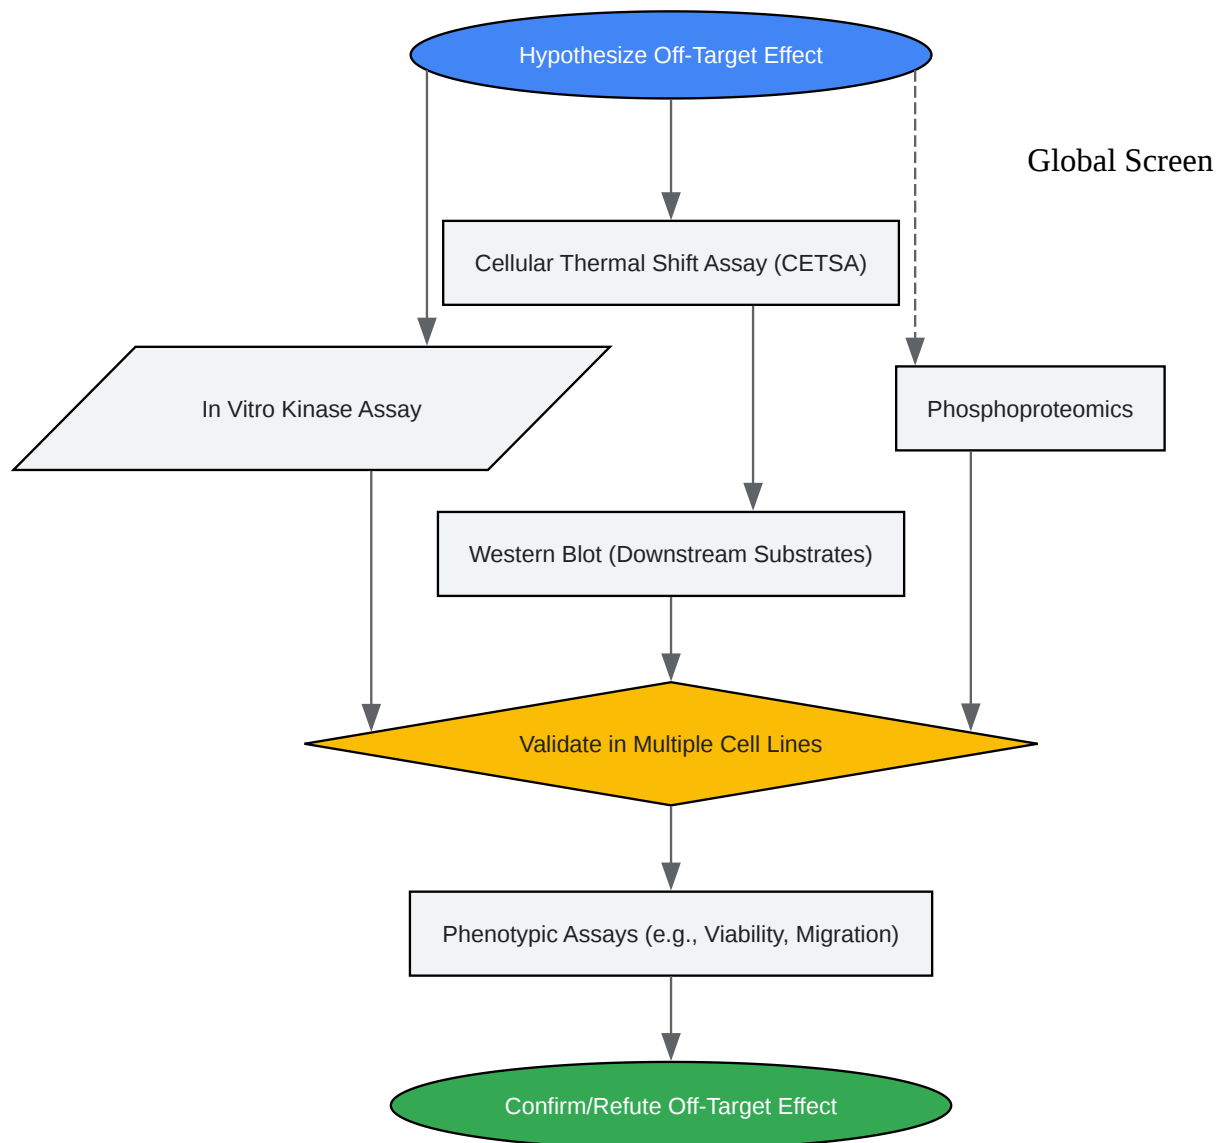 Hypothesize Off-Target Effect
Global Screen
Cellular Thermal Shift Assay (CETSA)
In Vitro Kinase Assay
Phosphoproteomics
Western Blot (Downstream Substrates)
Validate in Multiple Cell Lines
Phenotypic Assays (e.g., Viability, Migration)
Confirm/Refute Off-Target Effect